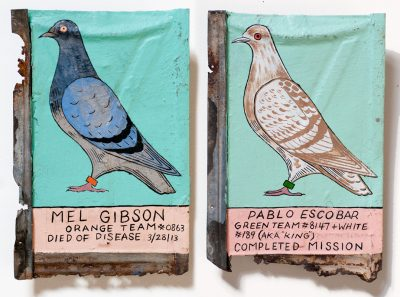 MEL GIBSON
ORANGE TEAM #0863
DIED OF DISEASE 3/28/13
PABLO ESCOBAR
GREEN TEAM #8147 + WHITE
#189 (AKA "KING")
COMPLETED MISSION